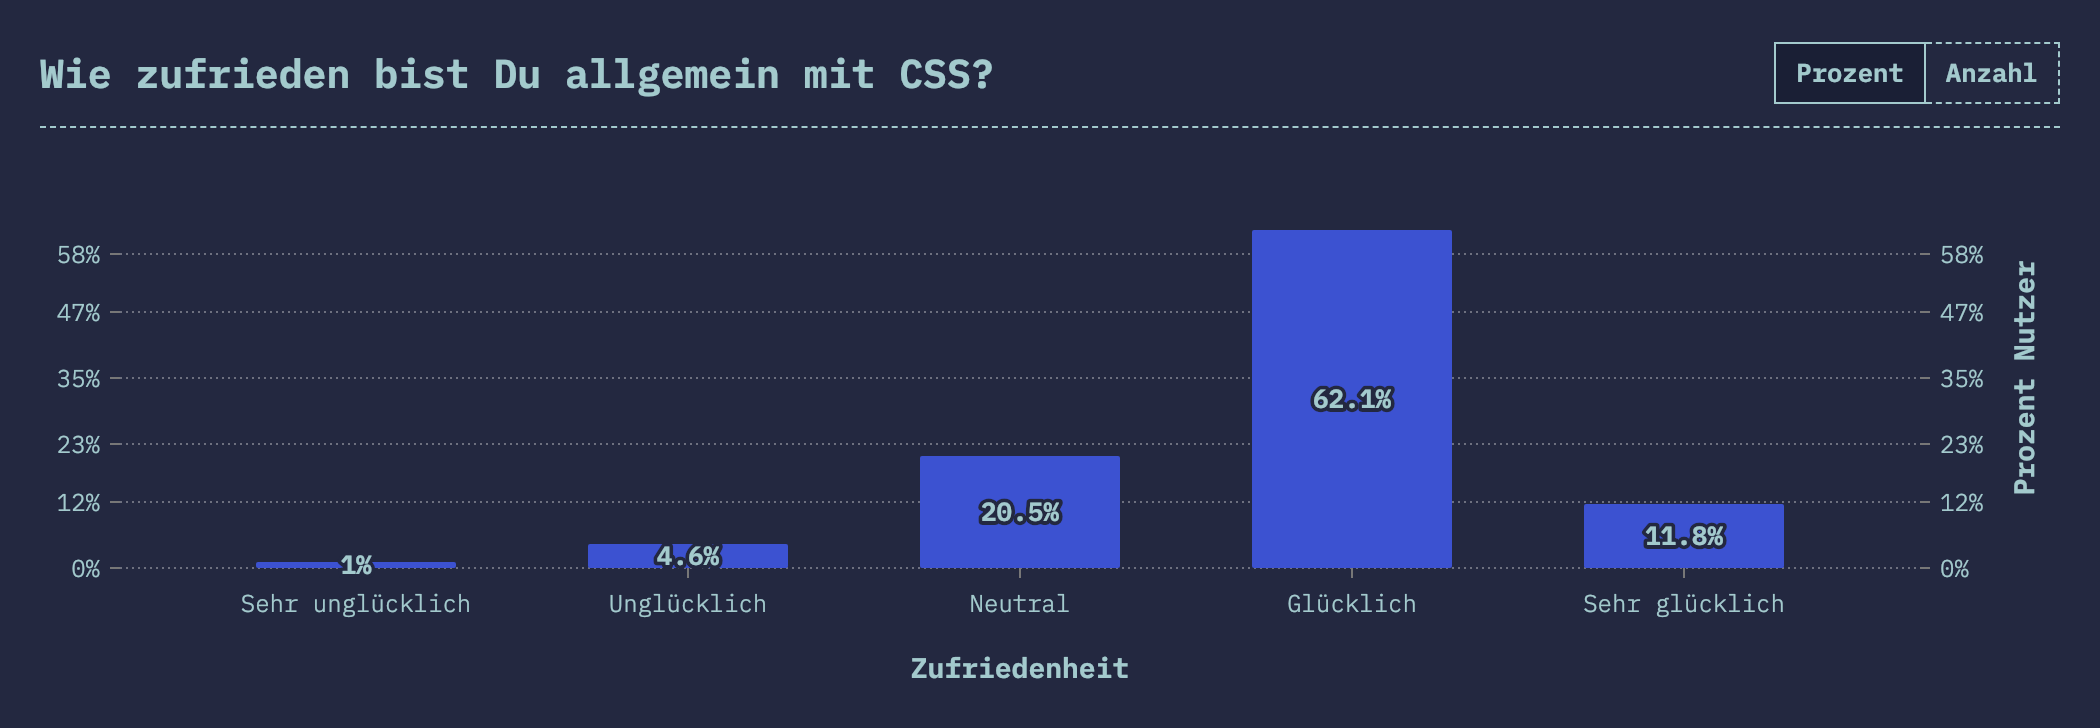 Wie zufrieden bist Du allgemein mit CSS?
Prozent Anzahl
58% 58%
47% 47%
35% 35%
23% 23%
12% 12%
0% 0%
Prozent Nutzer
1% 4.6% 20.5% 62.1% 11.8%
Sehr unglücklich Unglücklich Neutral Glücklich Sehr glücklich
Zufriedenheit